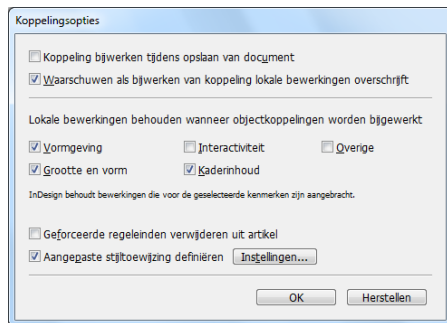 Koppelingsopties
Koppeling bijwerken tijdens opslaan van document
Waarschuwen als bijwerken van koppeling lokale bewerkingen overschrijft
Lokale bewerkingen behouden wanneer objectkoppelingen worden bijgewerkt
Vormgeving Interactiviteit Overige
Grootte en vorm Kaderinhoud
InDesign behoudt bewerkingen die voor de geselecteerde kenmerken zijn aangebracht.
Geforceerde regeleinden verwijderen uit artikel
Aangepaste stijltoewijzing definiëren Instellingen...
OK Herstellen